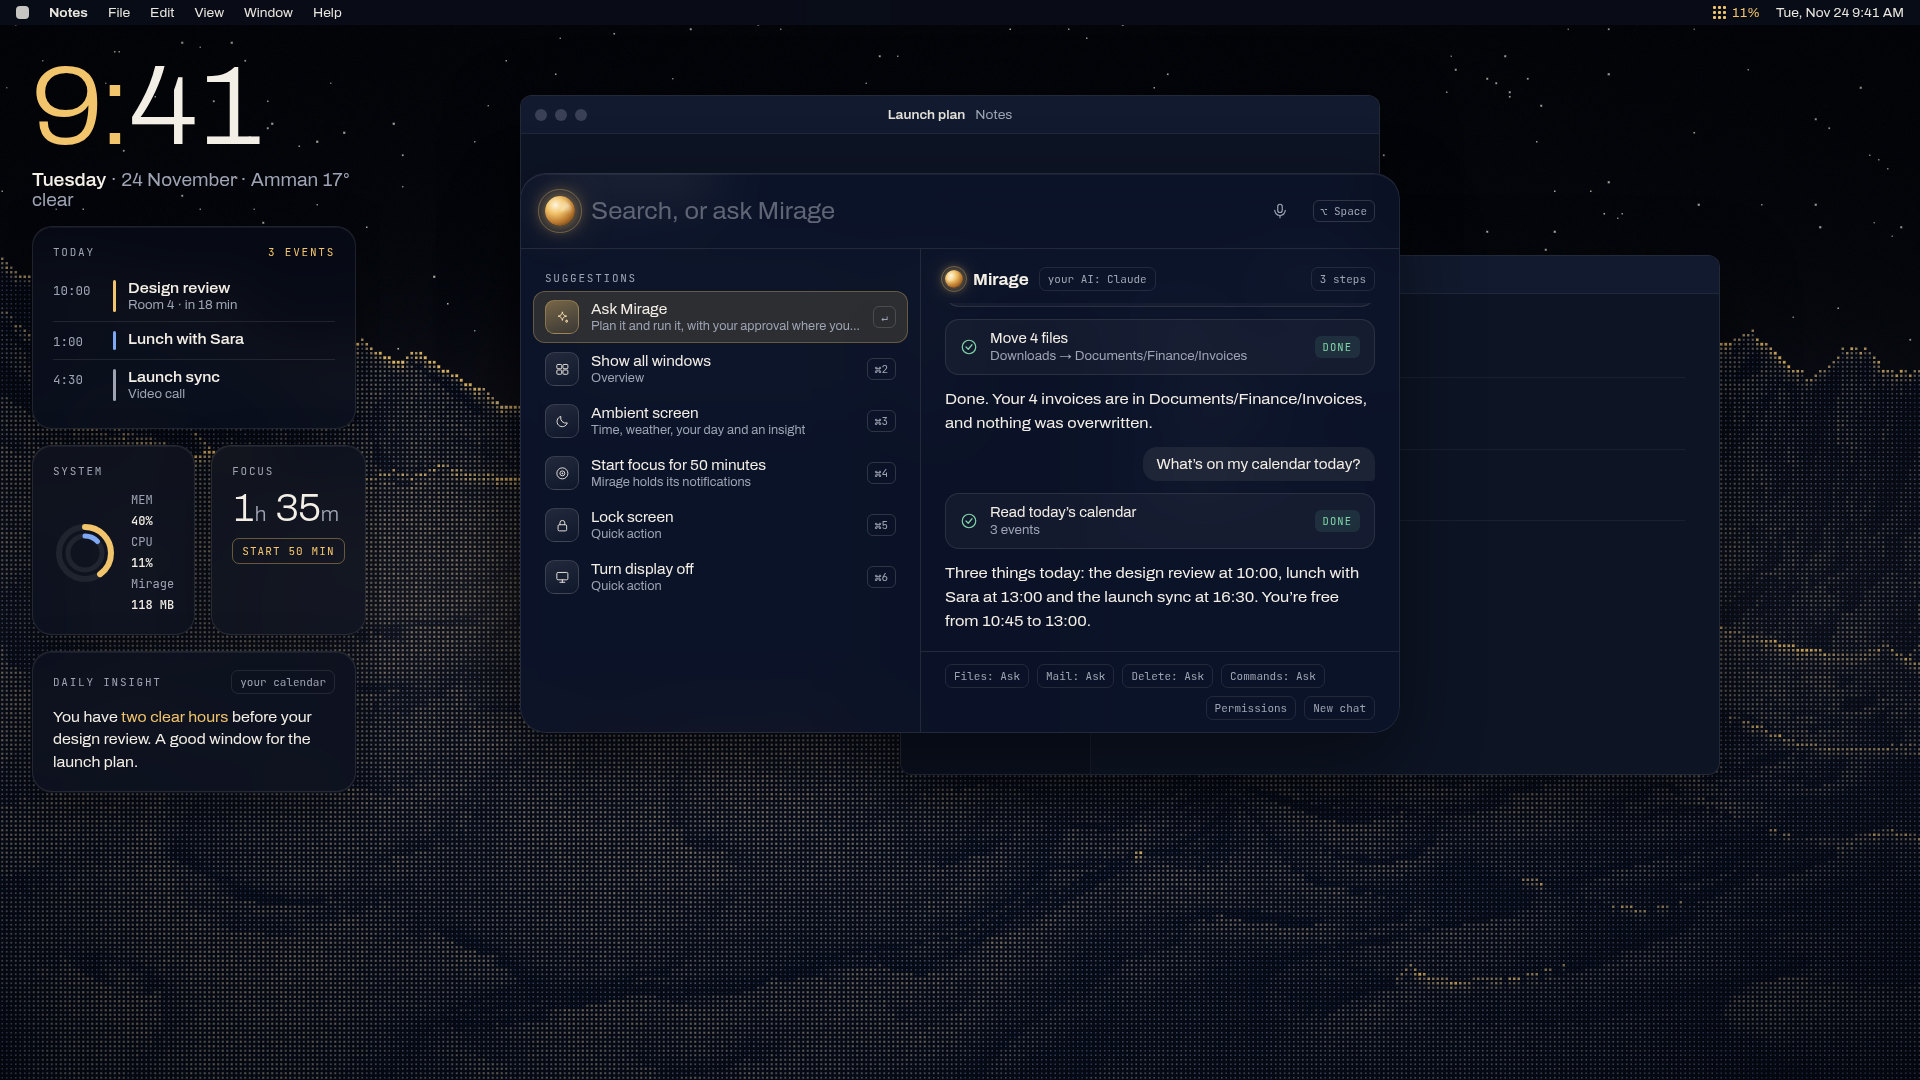 Notes File Edit View Window Help
11% Tue, Nov 24 9:41 AM
9:41
Tuesday · 24 November · Amman 17°
clear
TODAY 3 EVENTS
10:00 Design review
Room 4 · in 18 min
1:00 Lunch with Sara
4:30 Launch sync
Video call
SYSTEM
MEM
40%
CPU
11%
Mirage
118 MB
FOCUS
1h 35m
START 50 MIN
DAILY INSIGHT your calendar
You have two clear hours before your
design review. A good window for the
launch plan.
Launch plan Notes
Search, or ask Mirage
⌥ Space
SUGGESTIONS
Ask Mirage
Plan it and run it, with your approval where you... ↵
Show all windows
Overview ⌘2
Ambient screen
Time, weather, your day and an insight ⌘3
Start focus for 50 minutes
Mirage holds its notifications ⌘4
Lock screen
Quick action ⌘5
Turn display off
Quick action ⌘6
Mirage your AI: Claude 3 steps
Move 4 files
Downloads → Documents/Finance/Invoices DONE
Done. Your 4 invoices are in Documents/Finance/Invoices,
and nothing was overwritten.
What’s on my calendar today?
Read today’s calendar
3 events DONE
Three things today: the design review at 10:00, lunch with
Sara at 13:00 and the launch sync at 16:30. You’re free
from 10:45 to 13:00.
Files: Ask Mail: Ask Delete: Ask Commands: Ask
Permissions New chat